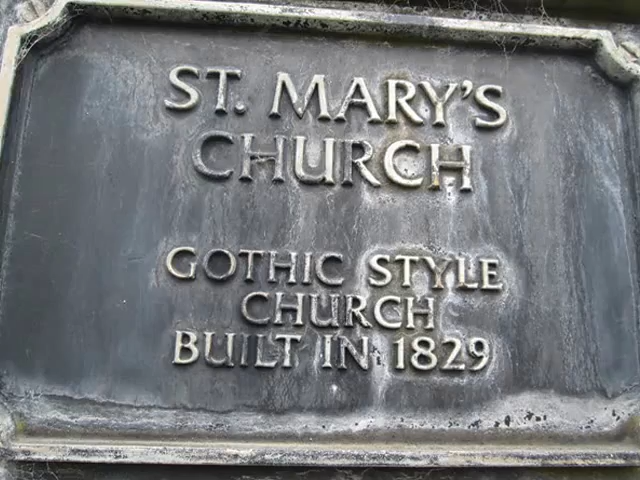 ST. MARY'S
CHURCH
GOTHIC STYLE
CHURCH
BUILT IN 1829